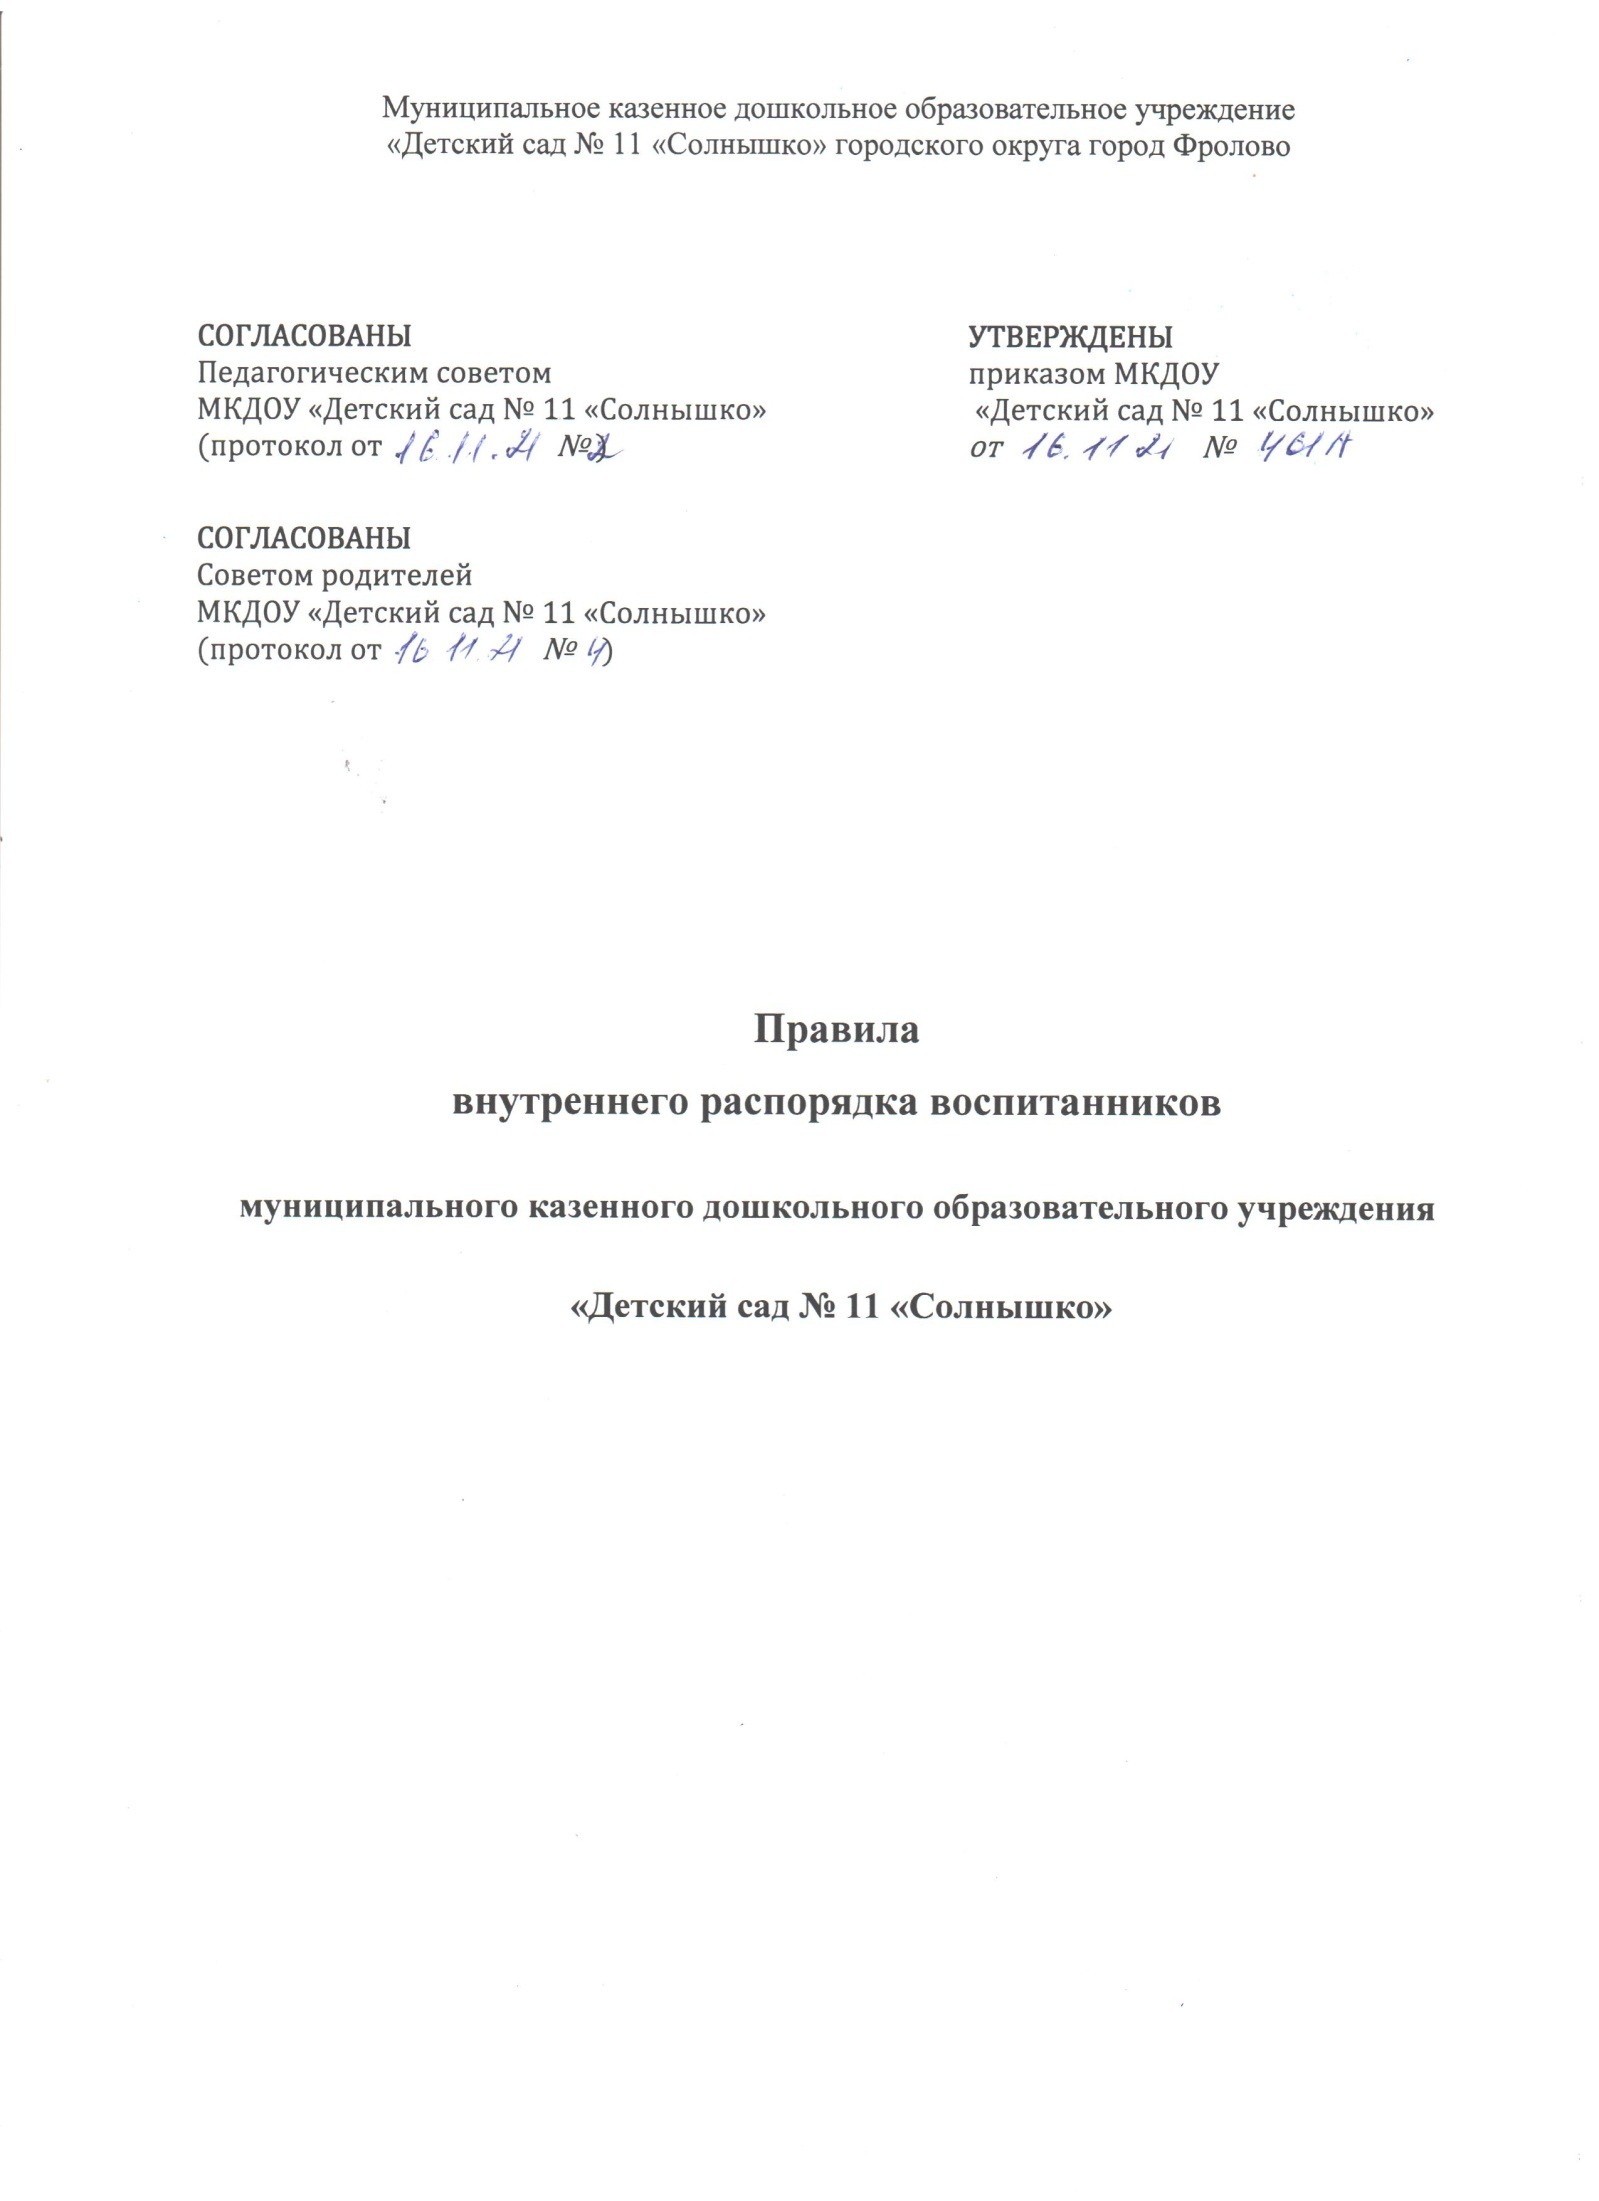 Муниципальное казенное дошкольное образовательное учреждение
«Детский сад № 11 «Солнышко» городского округа город Фролово
СОГЛАСОВАНЫ
Педагогическим советом
МКДОУ «Детский сад № 11 «Солнышко»
(протокол от 16.11.21 №2)
УТВЕРЖДЕНЫ
приказом МКДОУ
«Детский сад № 11 «Солнышко»
от 16.11 21 №
СОГЛАСОВАНЫ
Советом родителей
МКДОУ «Детский сад № 11 «Солнышко»
(протокол от 16 11.21 № 4)
Правила
внутреннего распорядка воспитанников
муниципального казенного дошкольного образовательного учреждения
«Детский сад № 11 «Солнышко»